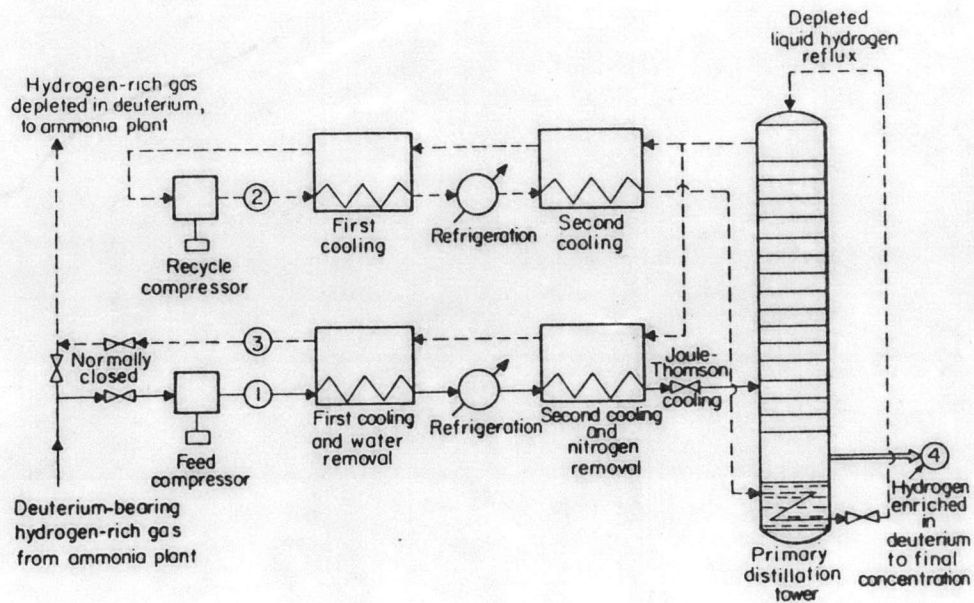 Depleted
liquid hydrogen
reflux
Hydrogen-rich gas
depleted in deuterium,
to ammonia plant
2
First
cooling
Refrigeration
Second
cooling
Recycle
compressor
3
Normally
closed
1
Joule-
Thomson
cooling
First cooling
and water
removal
Refrigeration
Second cooling
and
nitrogen
removal
Feed
compressor
4
Deuterium-bearing
hydrogen-rich gas
from ammonia plant
Hydrogen
enriched
in
deuterium
to final
concentration
Primary
distillation
tower